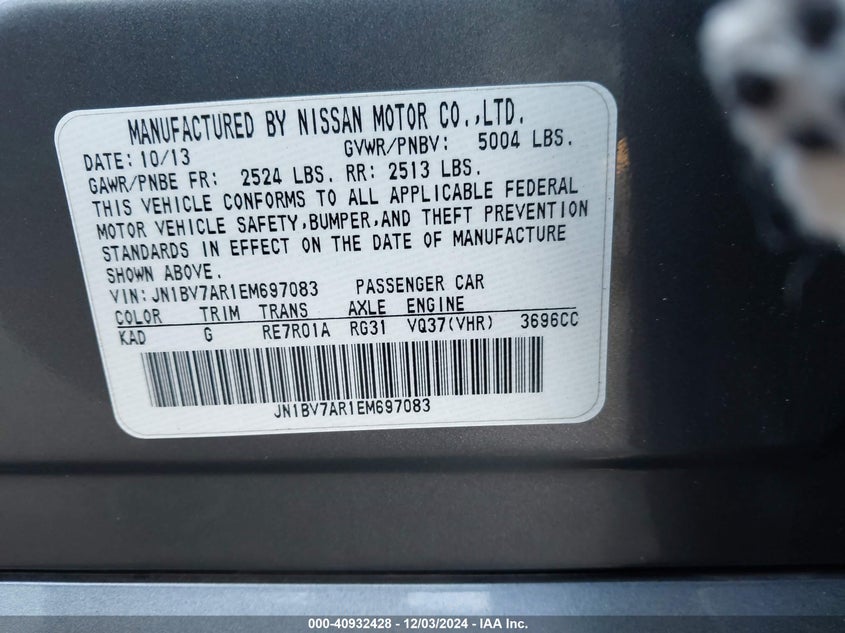 MANUFACTURED BY NISSAN MOTOR CO.,LTD.
DATE: 10/13 GVWR/PNBV: 5004 LBS.
GAWR/PNBE FR: 2524 LBS. RR: 2513 LBS.
THIS VEHICLE CONFORMS TO ALL APPLICABLE FEDERAL
MOTOR VEHICLE SAFETY,BUMPER,AND THEFT PREVENTION
STANDARDS IN EFFECT ON THE DATE OF MANUFACTURE
SHOWN ABOVE.
VIN: JN1BV7AR1EM697083 PASSENGER CAR
COLOR TRIM TRANS AXLE ENGINE
KAD G RE7R01A RG31 VQ37(VHR) 3696CC
JN1BV7AR1EM697083
000-40932428 - 12/03/2024 - IAA Inc.